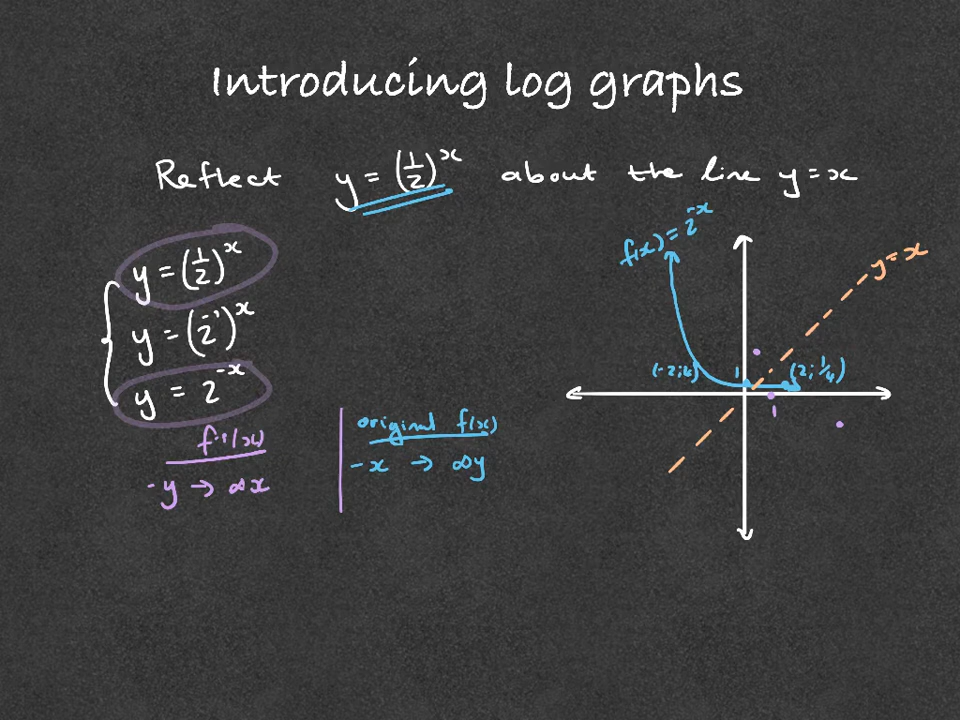 Introducing log graphs
Reflect y = (1/2)^x about the line y = x
y = (1/2)^x
y = (2^-1)^x
y = 2^-x
f^-1(x)
-y → ∞x
original f(x)
-x → ∞y
f(x) = 2^-x
y = x
(-2; 4)
1
(2; 1/4)
1